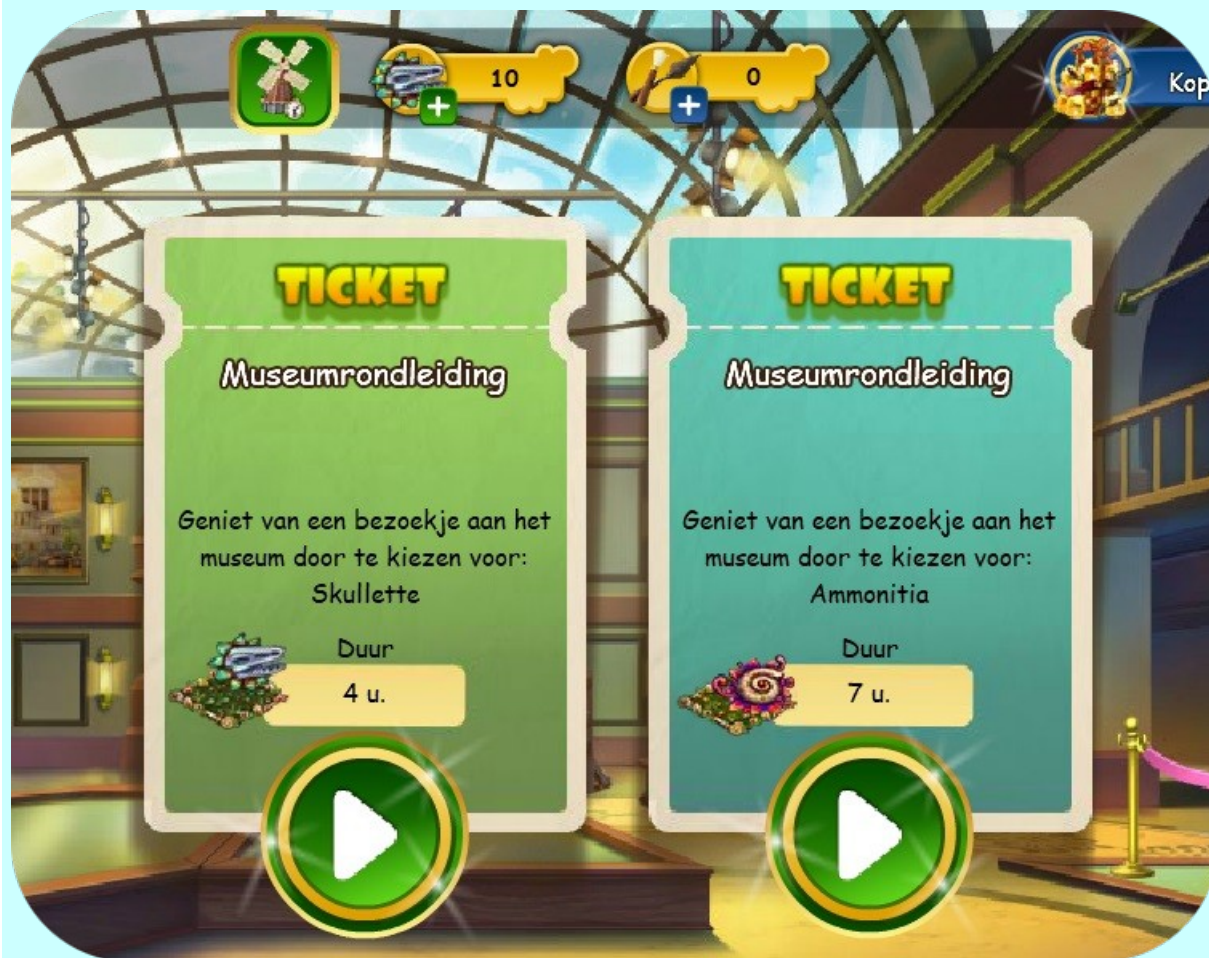 10
0
Kop
TICKET
Museumrondleiding
Geniet van een bezoekje aan het
museum door te kiezen voor:
Skullette
Duur
4 u.
TICKET
Museumrondleiding
Geniet van een bezoekje aan het
museum door te kiezen voor:
Ammonitia
Duur
7 u.